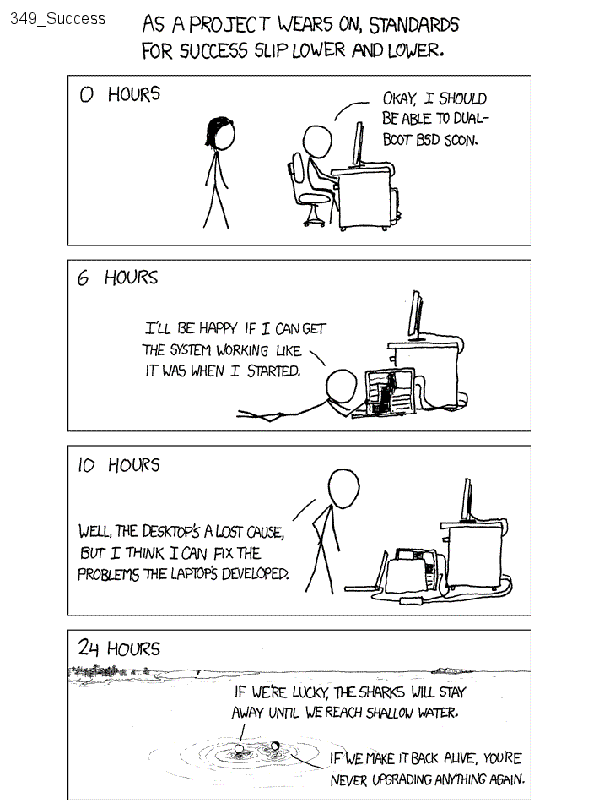 349_Success
AS A PROJECT WEARS ON, STANDARDS
FOR SUCCESS SLIP LOWER AND LOWER.
0 HOURS
OKAY, I SHOULD
BE ABLE TO DUAL-
BOOT BSD SOON.
6 HOURS
I'LL BE HAPPY IF I CAN GET
THE SYSTEM WORKING LIKE
IT WAS WHEN I STARTED.
10 HOURS
WELL, THE DESKTOP'S A LOST CAUSE,
BUT I THINK I CAN FIX THE
PROBLEMS THE LAPTOP'S DEVELOPED.
24 HOURS
IF WE'RE LUCKY, THE SHARKS WILL STAY
AWAY UNTIL WE REACH SHALLOW WATER.
IF WE MAKE IT BACK ALIVE, YOU'RE
NEVER UPGRADING ANYTHING AGAIN.